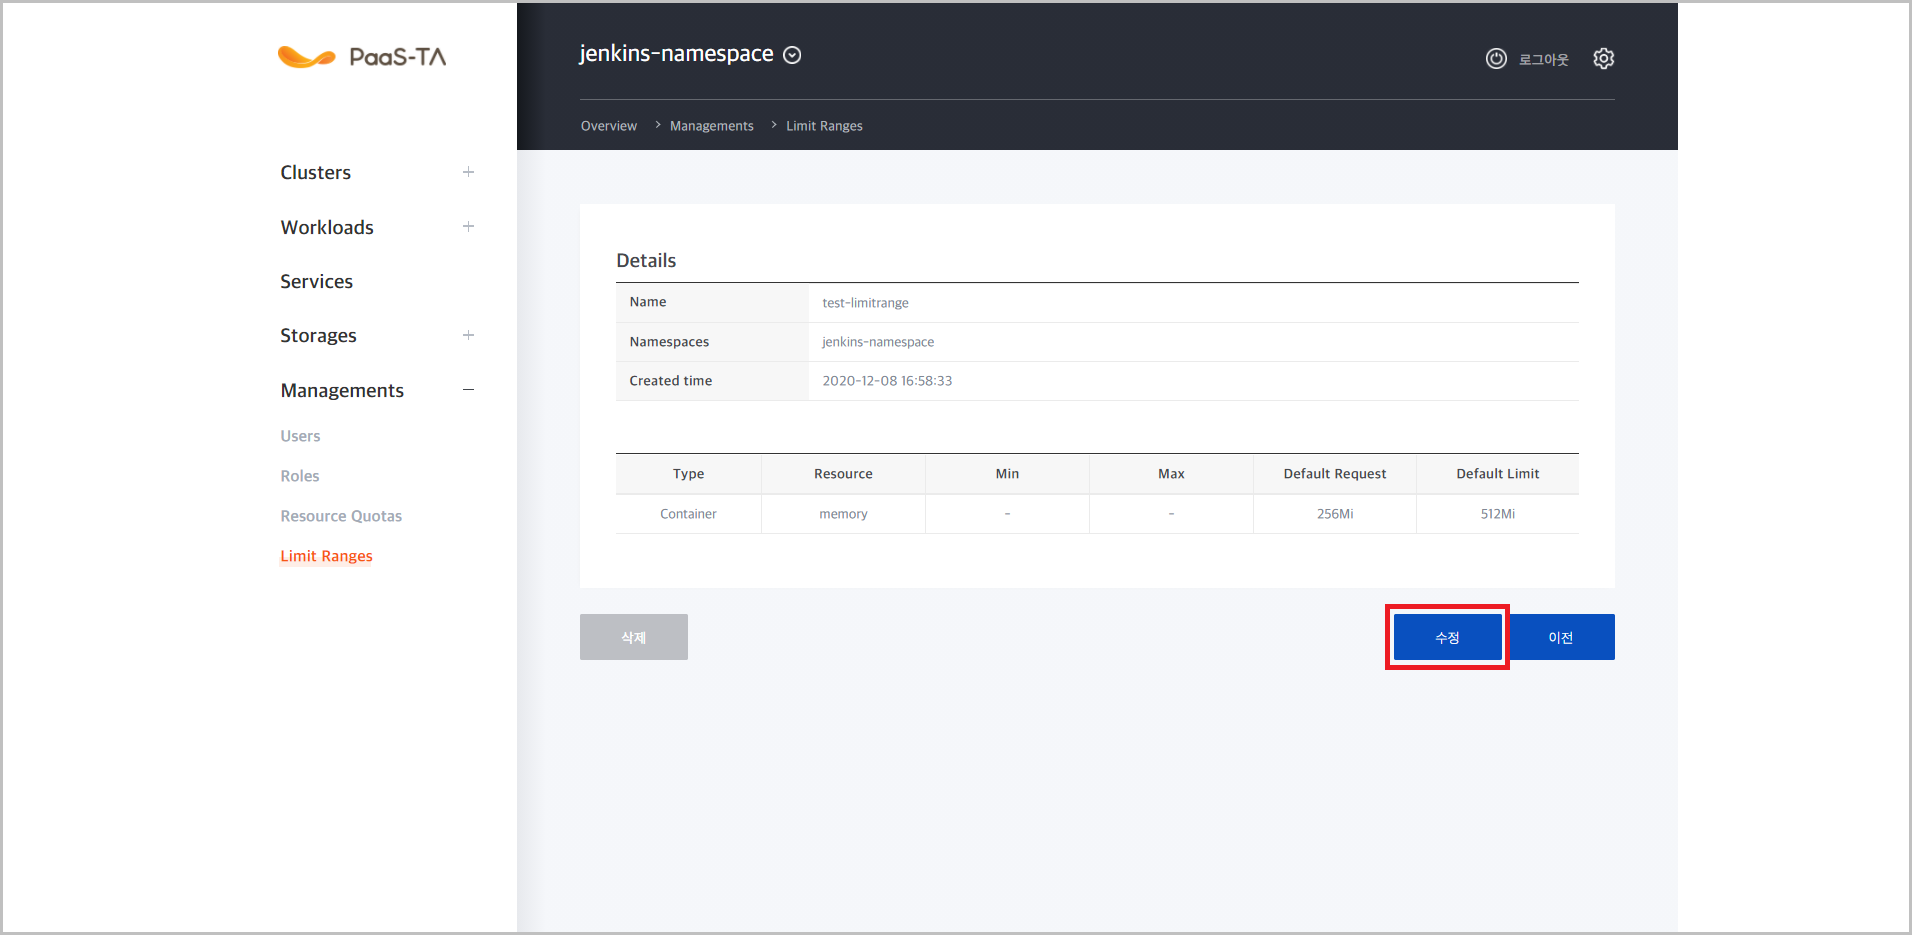 PaaS-TA
Clusters
Workloads
Services
Storages
Managements
Users
Roles
Resource Quotas
Limit Ranges
jenkins-namespace
로그아웃
Overview > Managements > Limit Ranges
Details
Name test-limitrange
Namespaces jenkins-namespace
Created time 2020-12-08 16:58:33
Type Resource Min Max Default Request Default Limit
Container memory - - 256Mi 512Mi
삭제 수정 이전